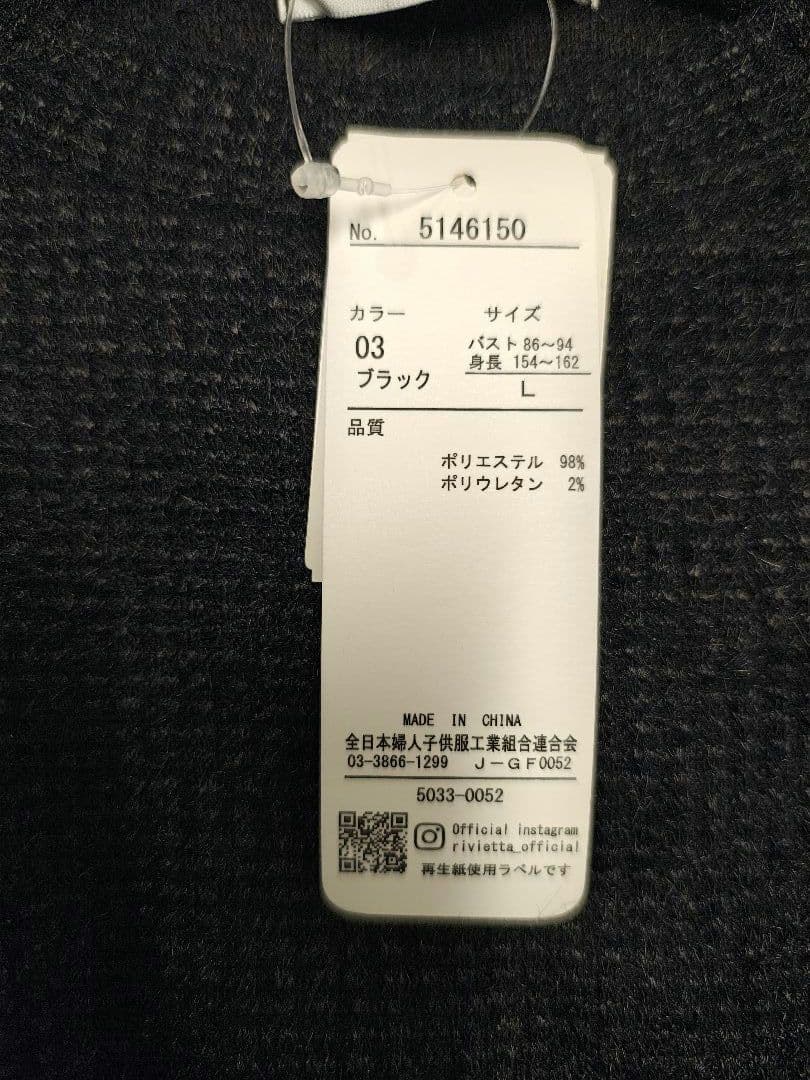 No. 5146150
カラー サイズ
03 バスト 86〜94
身長 154〜162
ブラック L
品質
ポリエステル 98%
ポリウレタン 2%
MADE IN CHINA
全日本婦人子供服工業組合連合会
03-3866-1299 J－GF0052
5033-0052
Official instagram
rivietta_official
再生紙使用ラベルです